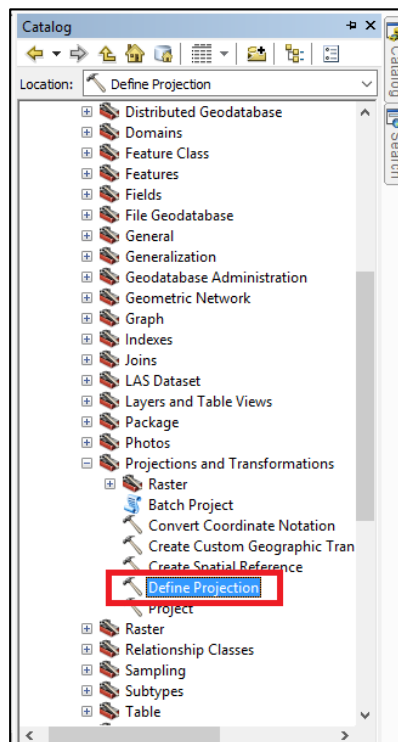 Catalog
Location: Define Projection
Distributed Geodatabase
Domains
Feature Class
Features
Fields
File Geodatabase
General
Generalization
Geodatabase Administration
Geometric Network
Graph
Indexes
Joins
LAS Dataset
Layers and Table Views
Package
Photos
Projections and Transformations
Raster
Batch Project
Convert Coordinate Notation
Create Custom Geographic Tran
Create Spatial Reference
Define Projection
Project
Raster
Relationship Classes
Sampling
Subtypes
Table
Catalog
Search